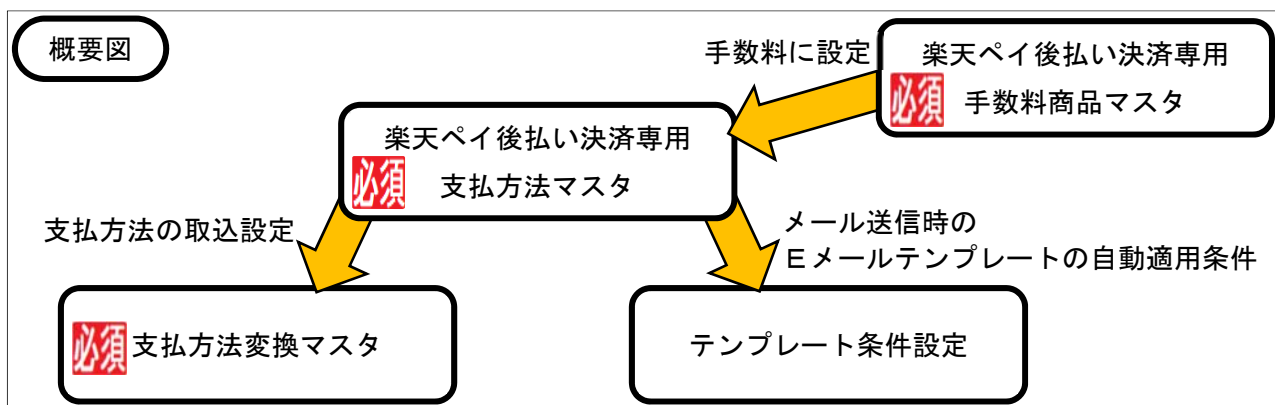 概要図
手数料に設定
楽天ペイ後払い決済専用
必須 手数料商品マスタ
楽天ペイ後払い決済専用
必須 支払方法マスタ
支払方法の取込設定
メール送信時の
Ｅメールテンプレートの自動適用条件
必須 支払方法変換マスタ
テンプレート条件設定